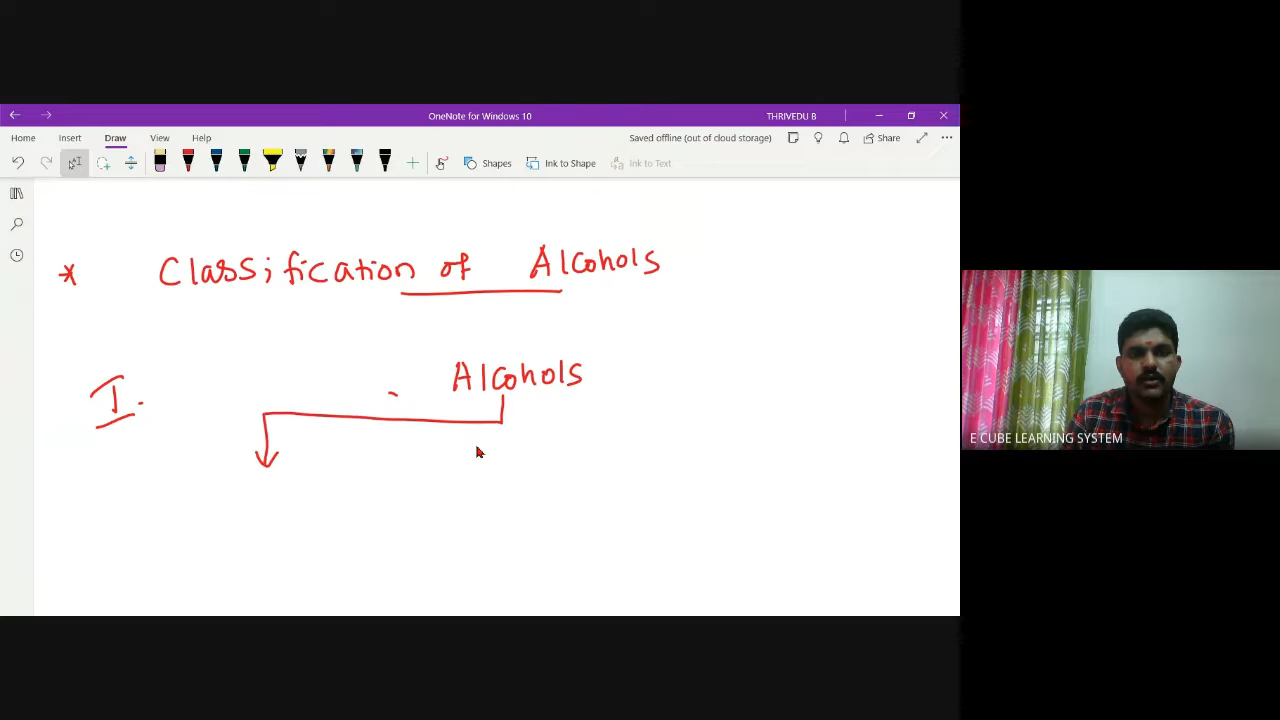 OneNote for Windows 10
THRIVEDU B
Home Insert Draw View Help
Saved offline (out of cloud storage)
Share
Shapes
Ink to Shape
Ink to Text
* Classification of Alcohols
I. Alcohols
E CUBE LEARNING SYSTEM